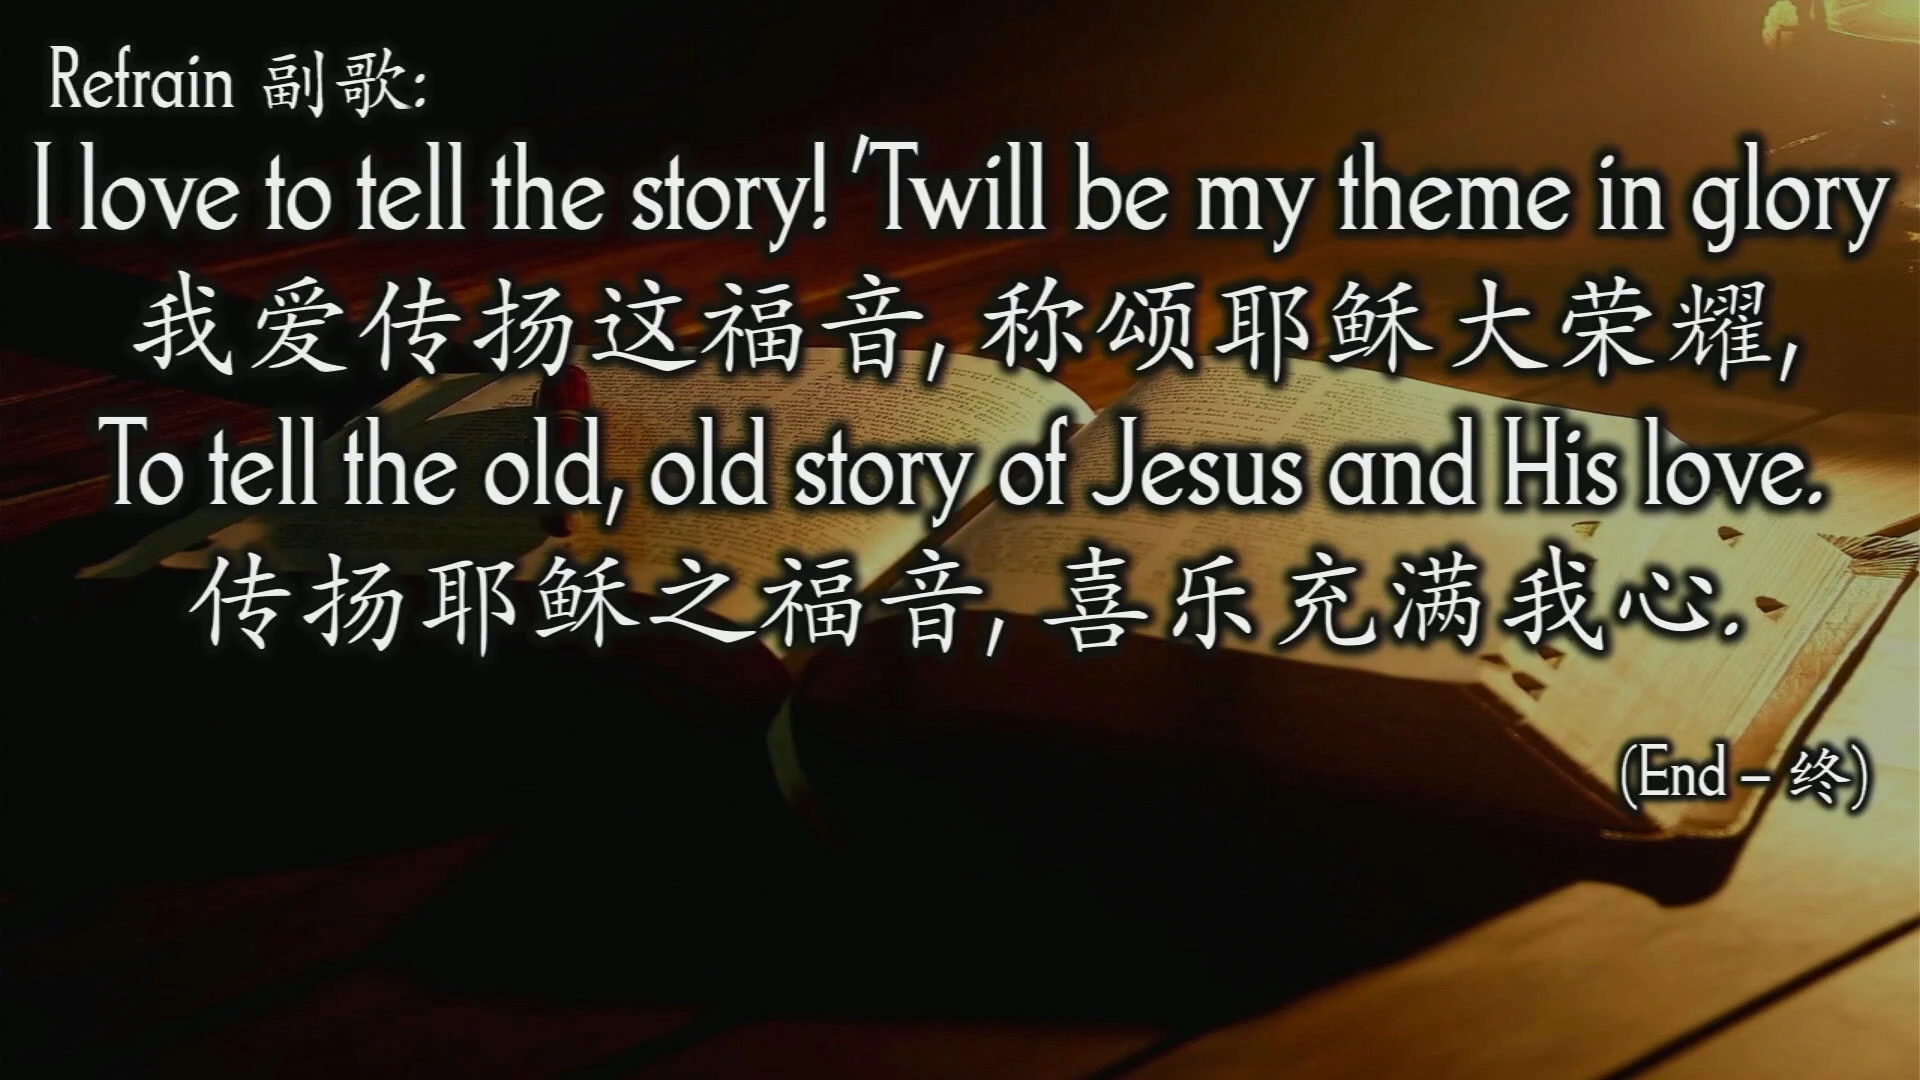 Refrain 副歌:
I love to tell the story! 'Twill be my theme in glory
我爱传扬这福音, 称颂耶稣大荣耀,
To tell the old, old story of Jesus and His love.
传扬耶稣之福音, 喜乐充满我心.
(End – 终)